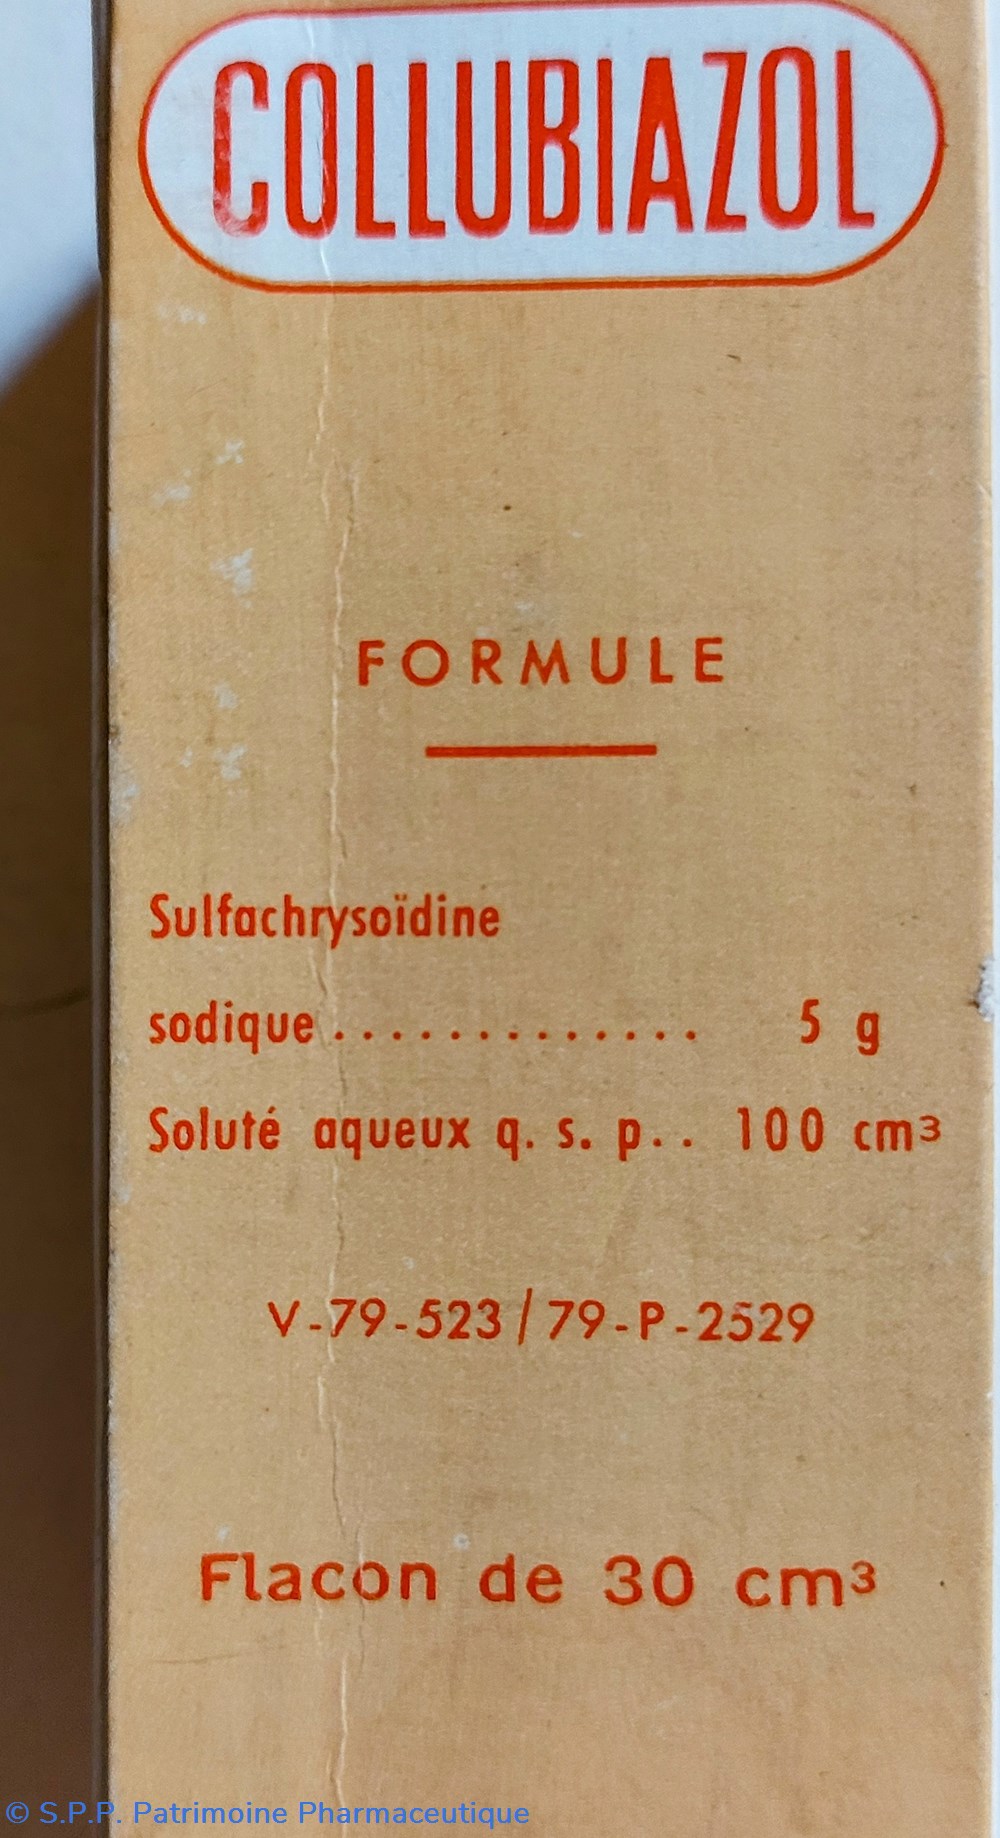 COLLUBIAZOL
FORMULE
Sulfachrysoïdine
sodique ............. 5 g
Soluté aqueux q. s. p.. 100 cm³
V-79-523/79-P-2529
Flacon de 30 cm³
© S.P.P. Patrimoine Pharmaceutique